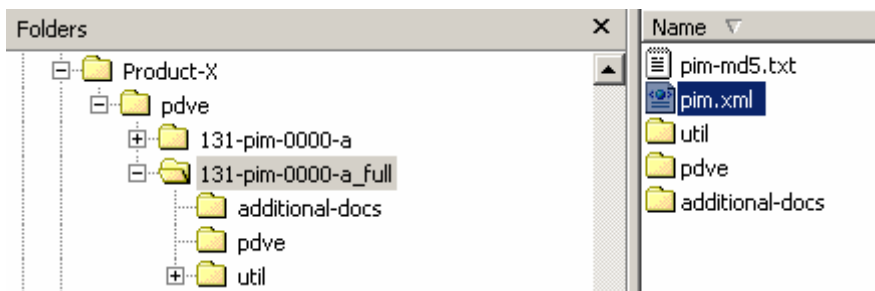 Folders
Product-X
pdve
131-pim-0000-a
131-pim-0000-a_full
additional-docs
pdve
util
Name
pim-md5.txt
pim.xml
util
pdve
additional-docs